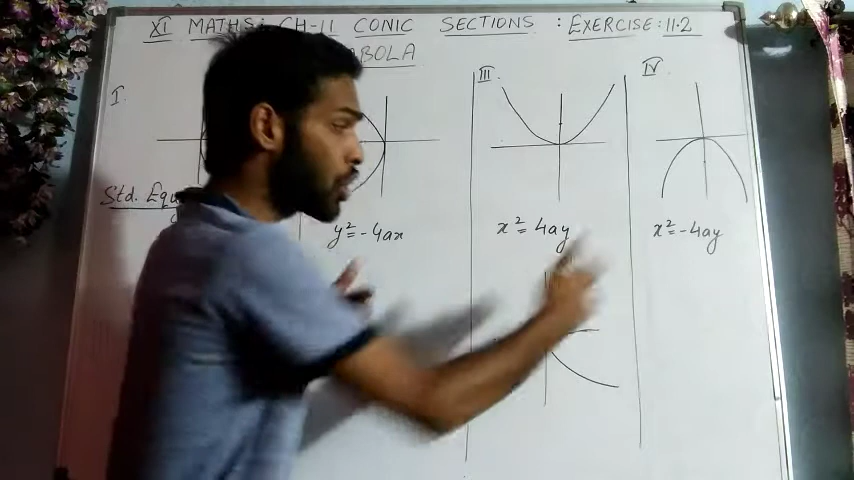 XI MATHS: CH-11 CONIC SECTIONS : EXERCISE: 11.2
ABOLA
I.
III.
IV.
Std. Equ
y² = -4ax
x² = 4ay
x² = -4ay